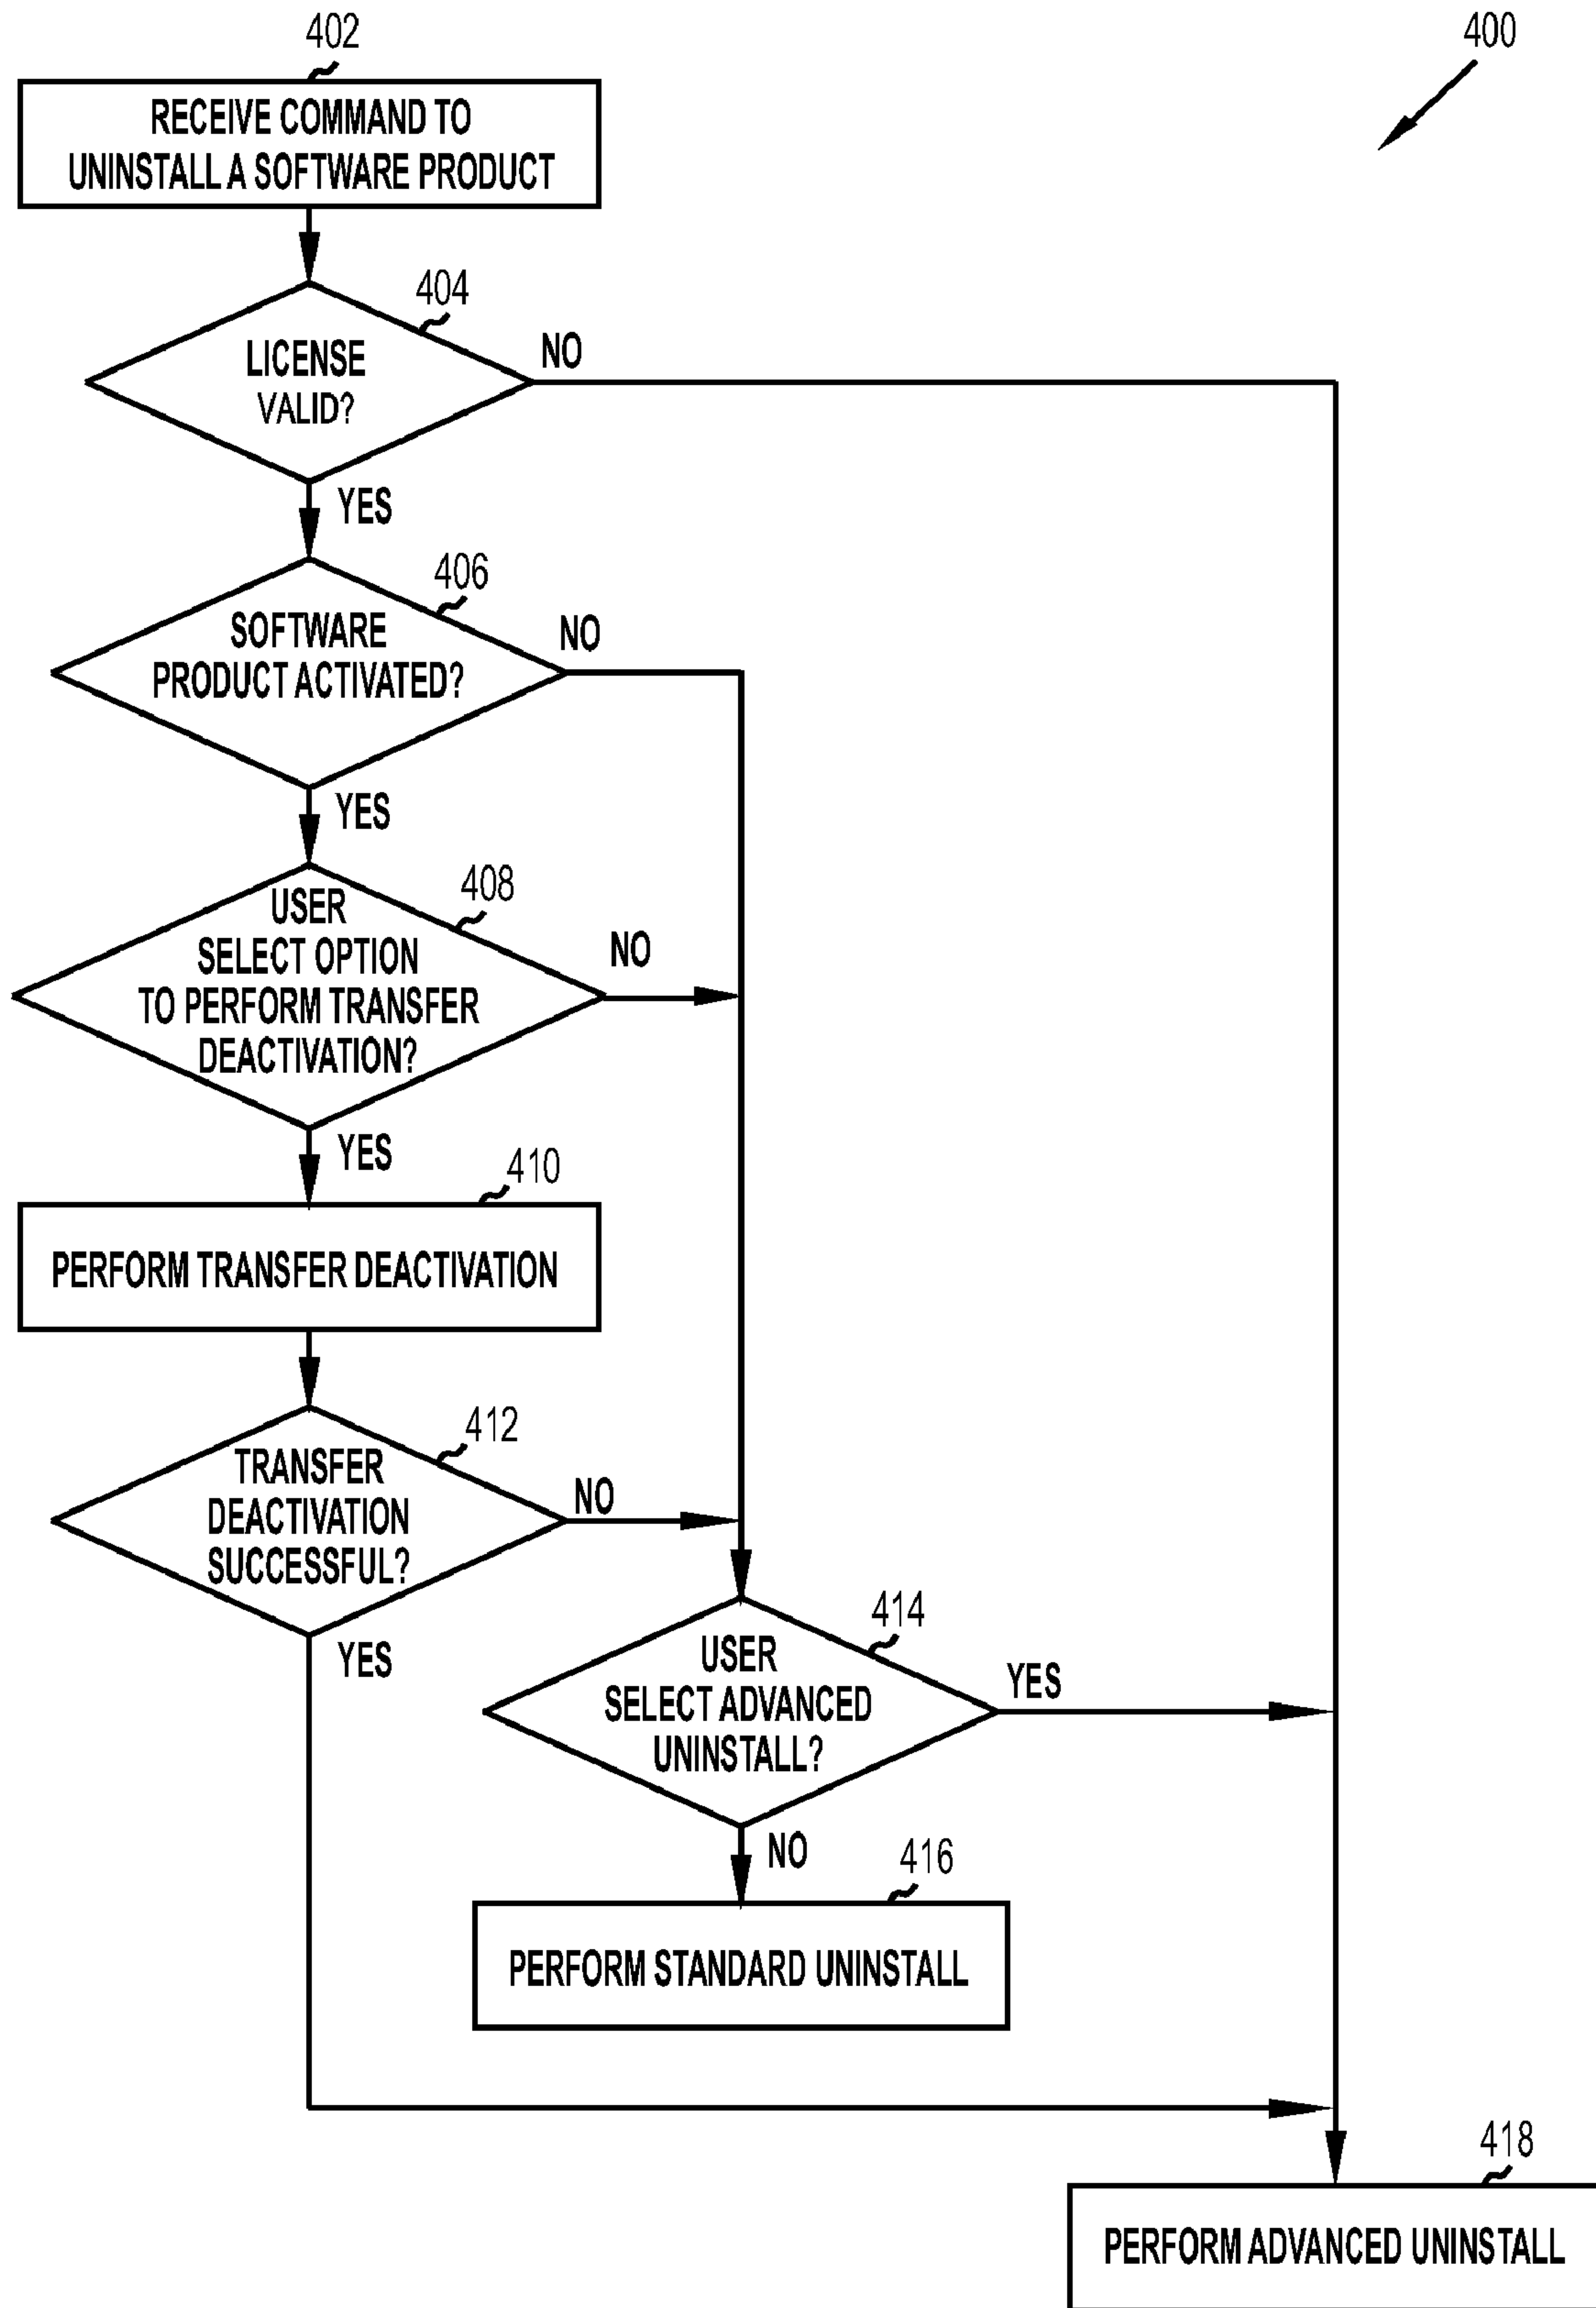 402
400
RECEIVE COMMAND TO
UNINSTALL A SOFTWARE PRODUCT
404
LICENSE
VALID?
NO
YES
406
SOFTWARE
PRODUCT ACTIVATED?
NO
YES
408
USER
SELECT OPTION
TO PERFORM TRANSFER
DEACTIVATION?
NO
YES
410
PERFORM TRANSFER DEACTIVATION
412
TRANSFER
DEACTIVATION
SUCCESSFUL?
NO
YES
414
USER
SELECT ADVANCED
UNINSTALL?
YES
NO
416
PERFORM STANDARD UNINSTALL
418
PERFORM ADVANCED UNINSTALL